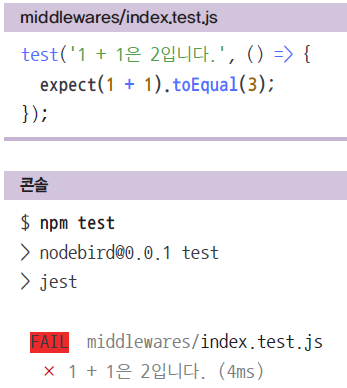 middlewares/index.test.js
test('1 + 1은 2입니다.', () => {
  expect(1 + 1).toEqual(3);
});
콘솔
$ npm test
> nodebird@0.0.1 test
> jest
FAIL middlewares/index.test.js
× 1 + 1은 2입니다. (4ms)